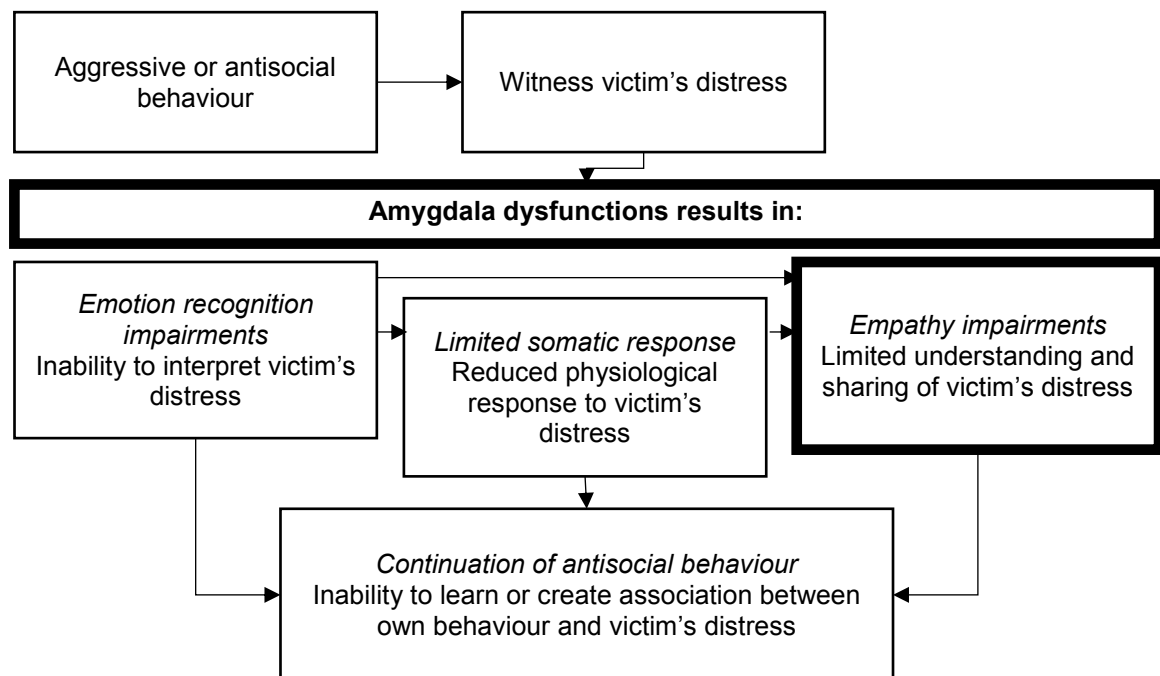 Aggressive or antisocial
behaviour
Witness victim’s distress
Amygdala dysfunctions results in:
Emotion recognition
impairments
Inability to interpret victim’s
distress
Limited somatic response
Reduced physiological
response to victim’s
distress
Empathy impairments
Limited understanding and
sharing of victim’s distress
Continuation of antisocial behaviour
Inability to learn or create association between
own behaviour and victim’s distress